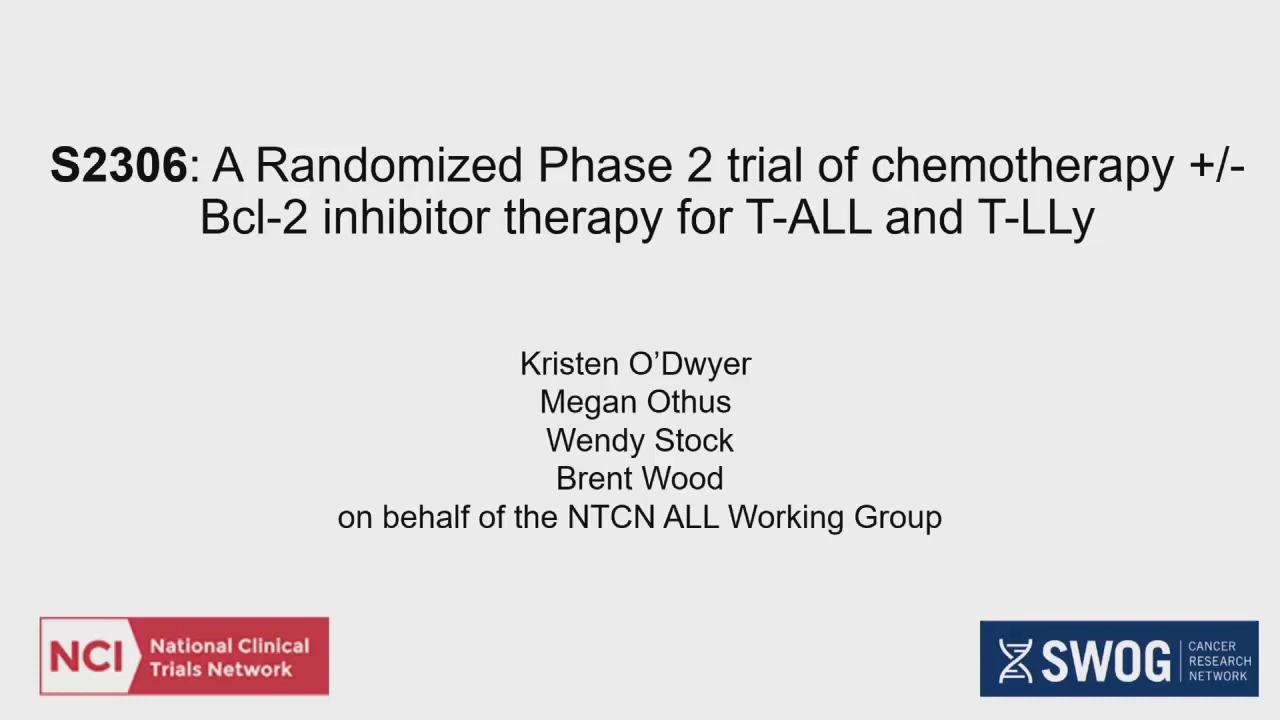 S2306: A Randomized Phase 2 trial of chemotherapy +/-
Bcl-2 inhibitor therapy for T-ALL and T-LLy
Kristen O’Dwyer
Megan Othus
Wendy Stock
Brent Wood
on behalf of the NTCN ALL Working Group
NCI National Clinical
Trials Network
SWOG CANCER
RESEARCH
NETWORK